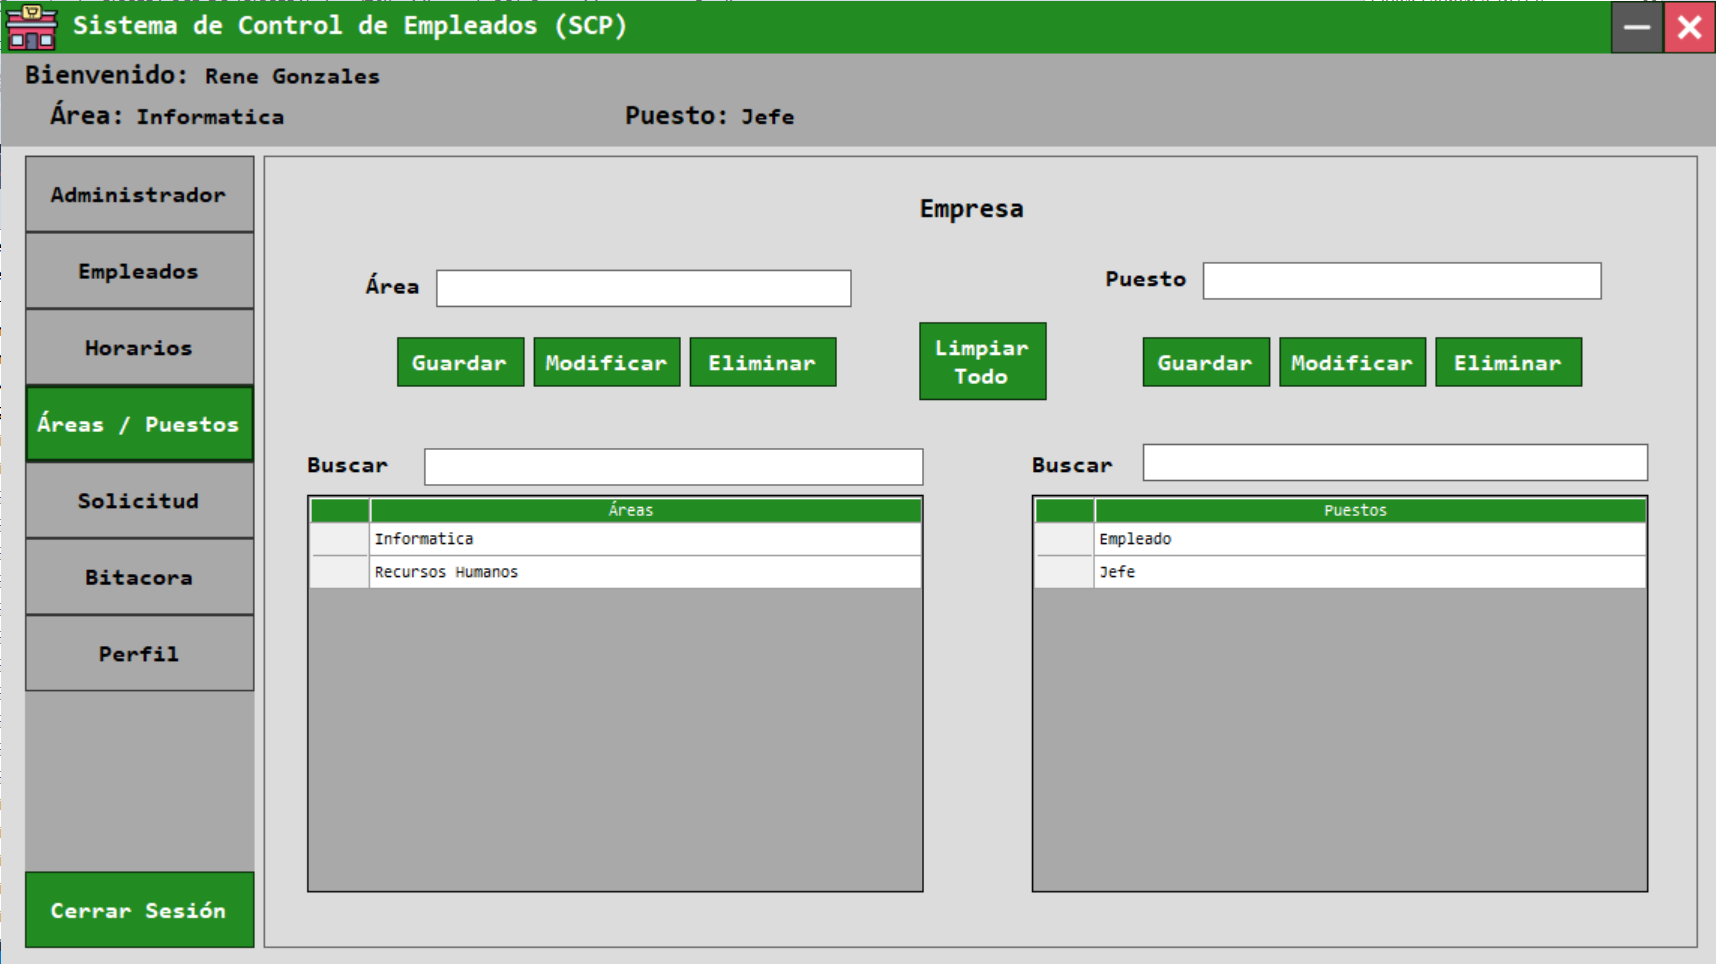 Sistema de Control de Empleados (SCP)
Bienvenido: Rene Gonzales
Área: Informatica
Puesto: Jefe
Administrador
Empleados
Horarios
Áreas / Puestos
Solicitud
Bitacora
Perfil
Cerrar Sesión
Empresa
Área
Guardar
Modificar
Eliminar
Limpiar
Todo
Puesto
Guardar
Modificar
Eliminar
Buscar
Áreas
Informatica
Recursos Humanos
Buscar
Puestos
Empleado
Jefe